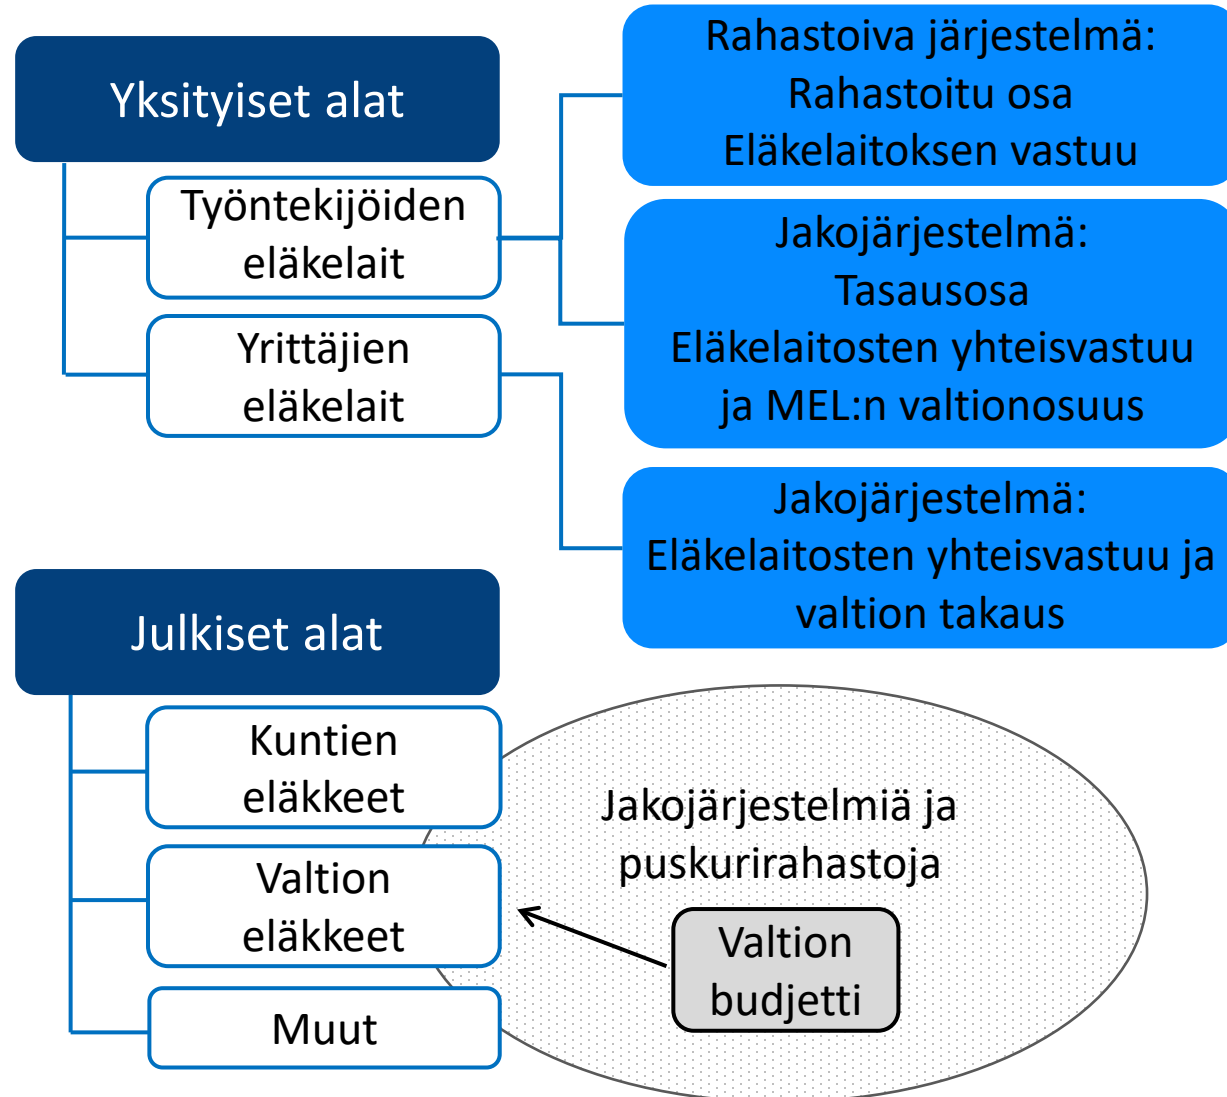 Yksityiset alat
Työntekijöiden
eläkelait
Yrittäjien
eläkelait
Rahastoiva järjestelmä:
Rahastoitu osa
Eläkelaitoksen vastuu
Jakojärjestelmä:
Tasausosa
Eläkelaitosten yhteisvastuu
ja MEL:n valtionosuus
Jakojärjestelmä:
Eläkelaitosten yhteisvastuu ja
valtion takaus
Julkiset alat
Kuntien
eläkkeet
Valtion
eläkkeet
Muut
Jakojärjestelmiä ja
puskurirahastoja
Valtion
budjetti